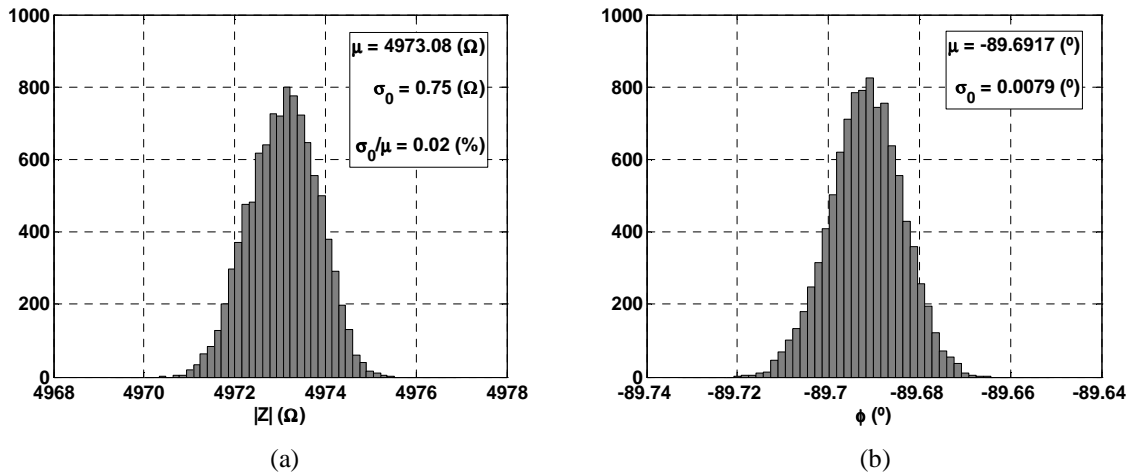 1000
800
600
400
200
0
4968 4970 4972 4974 4976 4978
|Z| (Ω)
μ = 4973.08 (Ω)
σ0 = 0.75 (Ω)
σ0/μ = 0.02 (%)
(a)
1000
800
600
400
200
0
-89.74 -89.72 -89.7 -89.68 -89.66 -89.64
ϕ (º)
μ = -89.6917 (º)
σ0 = 0.0079 (º)
(b)